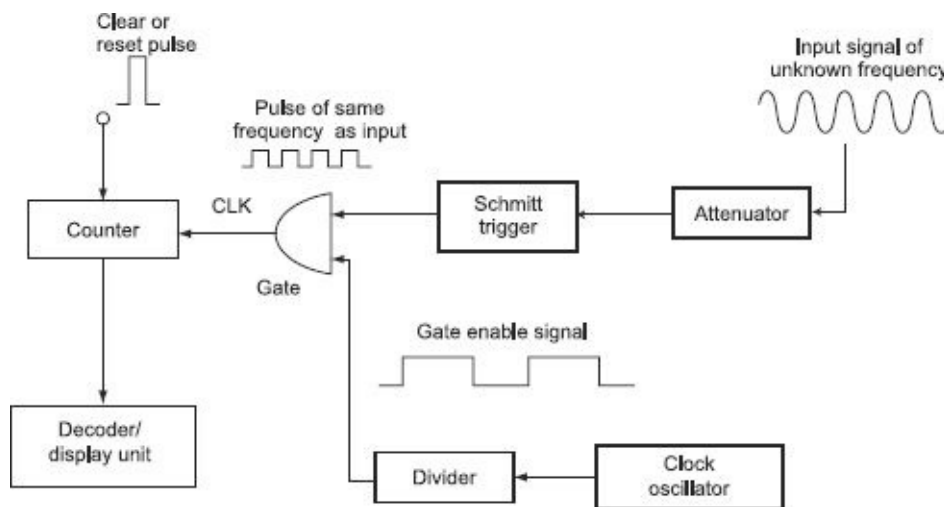 Clear or
reset pulse
Input signal of
unknown frequency
Pulse of same
frequency as input
CLK
Schmitt
trigger
Attenuator
Counter
Gate
Gate enable signal
Decoder/
display unit
Divider
Clock
oscillator